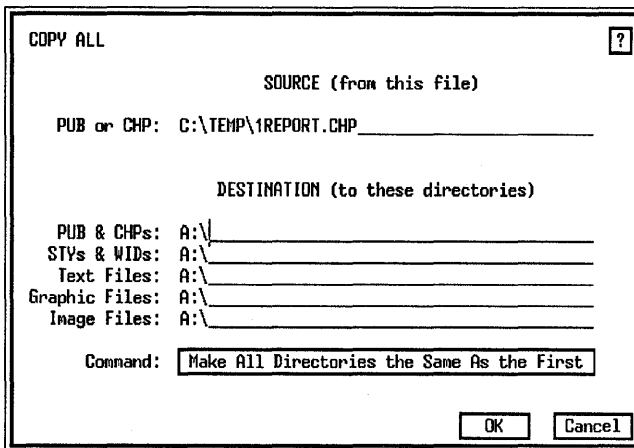 COPY ALL ?
SOURCE (from this file)
PUB or CHP: C:\TEMP\1REPORT.CHP
DESTINATION (to these directories)
PUB & CHPs: A:\
STYs & WIDs: A:\
Text Files: A:\
Graphic Files: A:\
Image Files: A:\
Command: Make All Directories the Same As the First
OK Cancel